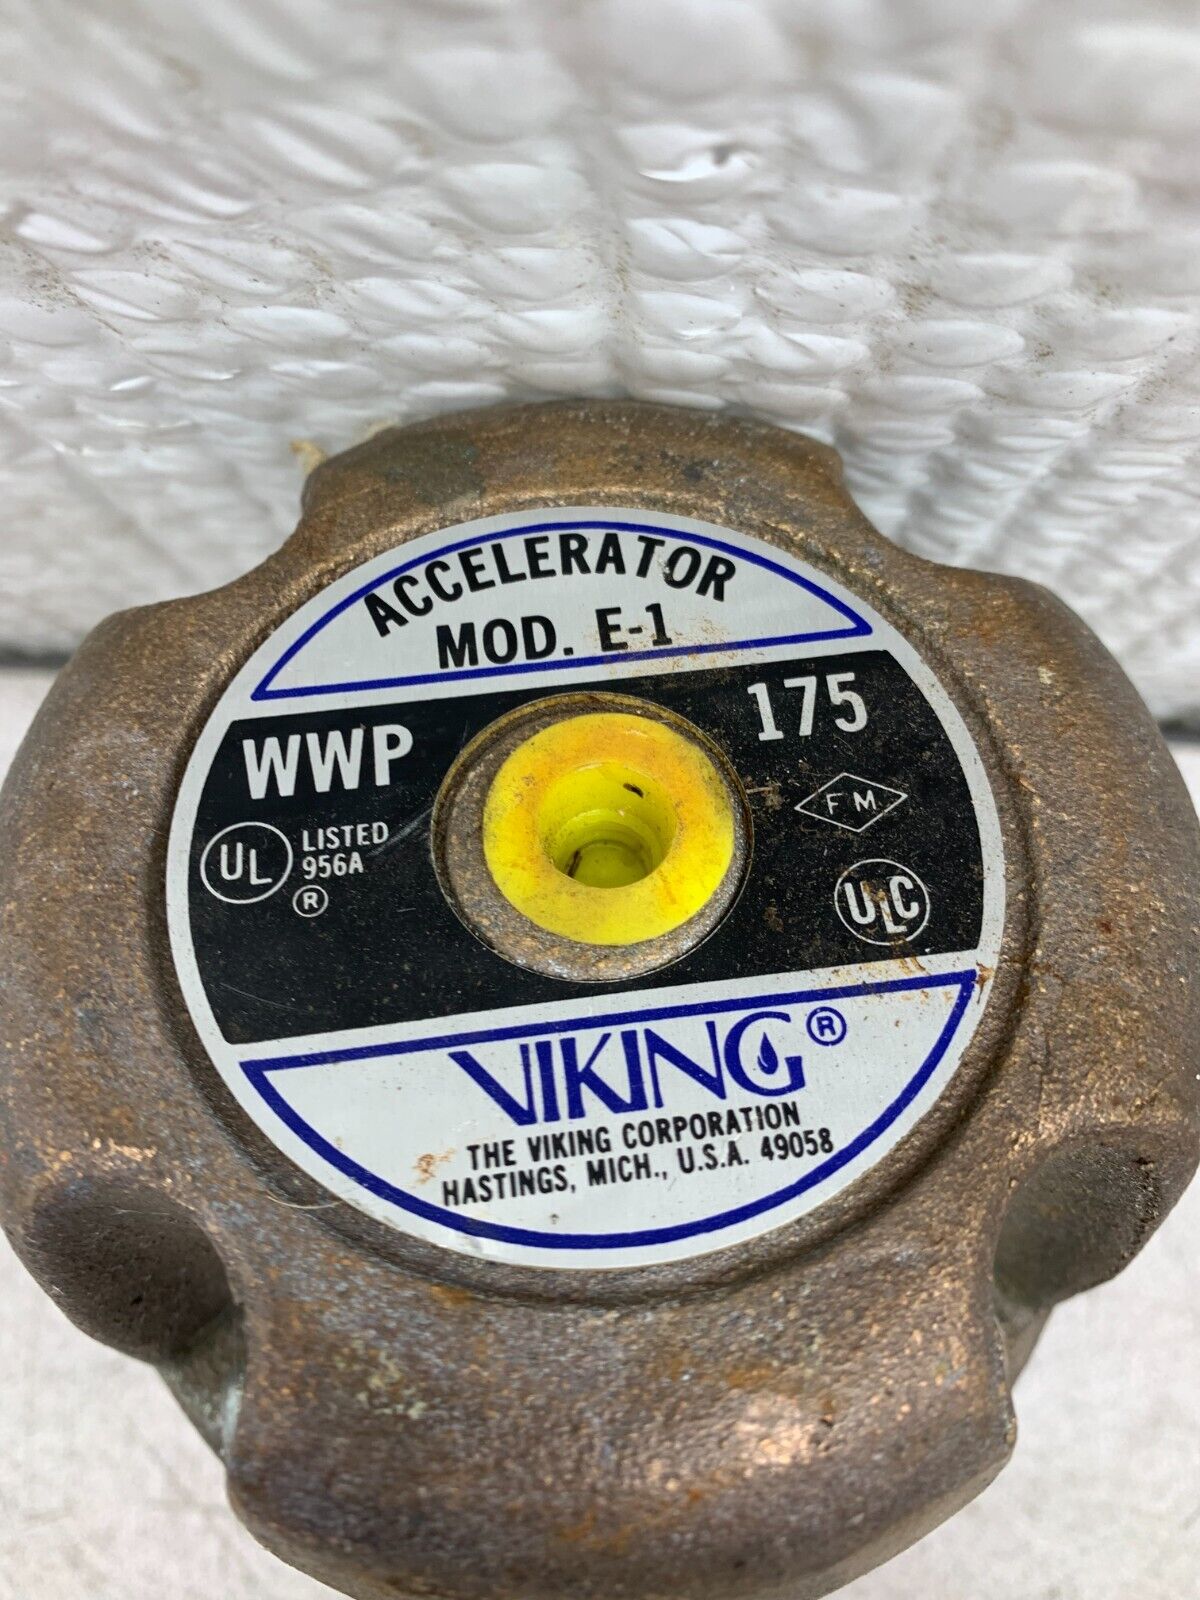 ACCELERATOR
MOD. E-1
WWP 175
UL LISTED
956A
®
FM
ULC
VIKING®
THE VIKING CORPORATION
HASTINGS, MICH., U.S.A. 49058